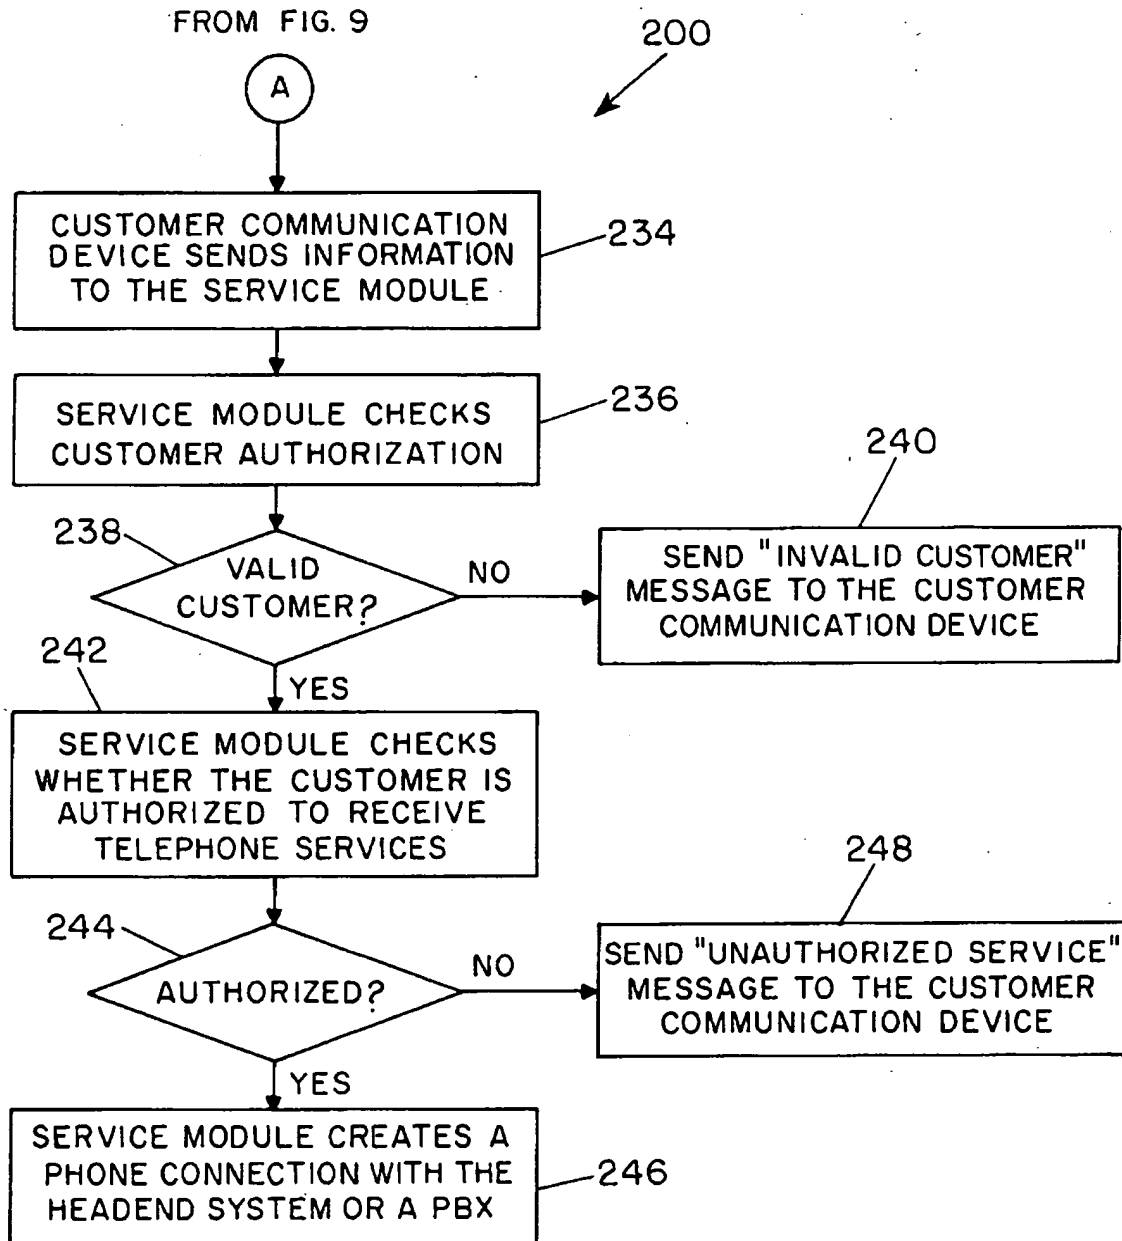 FROM FIG. 9
200
A
CUSTOMER COMMUNICATION
DEVICE SENDS INFORMATION
TO THE SERVICE MODULE
234
SERVICE MODULE CHECKS
CUSTOMER AUTHORIZATION
236
238
VALID
CUSTOMER?
NO
240
SEND "INVALID CUSTOMER"
MESSAGE TO THE CUSTOMER
COMMUNICATION DEVICE
YES
242
SERVICE MODULE CHECKS
WHETHER THE CUSTOMER IS
AUTHORIZED TO RECEIVE
TELEPHONE SERVICES
244
AUTHORIZED?
NO
248
SEND "UNAUTHORIZED SERVICE"
MESSAGE TO THE CUSTOMER
COMMUNICATION DEVICE
YES
SERVICE MODULE CREATES A
PHONE CONNECTION WITH THE
HEADEND SYSTEM OR A PBX
246